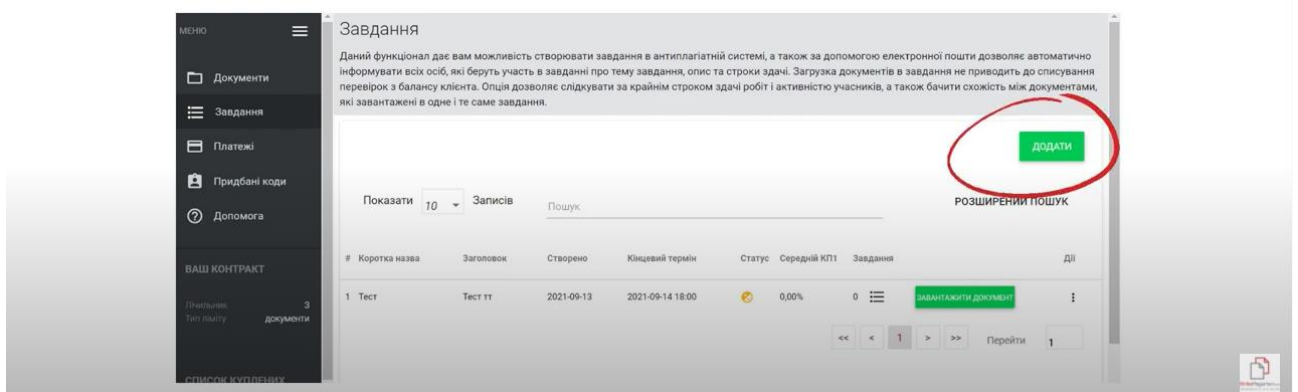 МЕНЮ
Документи
Завдання
Платежі
Придбані коди
Допомога
ВАШ КОНТРАКТ
Лічильник 3
Тип ліміту документи
СПИСОК КУПЛЕНИХ
Завдання
Даний функціонал дає вам можливість створювати завдання в антиплагіатній системі, а також за допомогою електронної пошти дозволяє автоматично
інформувати всіх осіб, які беруть участь в завданні про тему завдання, опис та строки здачі. Загрузка документів в завдання не приводить до списування
перевірок з балансу клієнта. Опція дозволяє слідкувати за крайнім строком здачі робіт і активністю учасників, а також бачити схожість між документами,
які завантажені в одне і те саме завдання.
ДОДАТИ
Показати 10 Записів Пошук РОЗШИРЕНИЙ ПОШУК
# Коротка назва Заголовок Створено Кінцевий термін Статус Середній КП1 Завдання Дії
1 Тест Тест тт 2021-09-13 2021-09-14 18:00 0,00% 0 ЗАВАНТАЖИТИ ДОКУМЕНТ
<< < 1 > >> Перейти 1